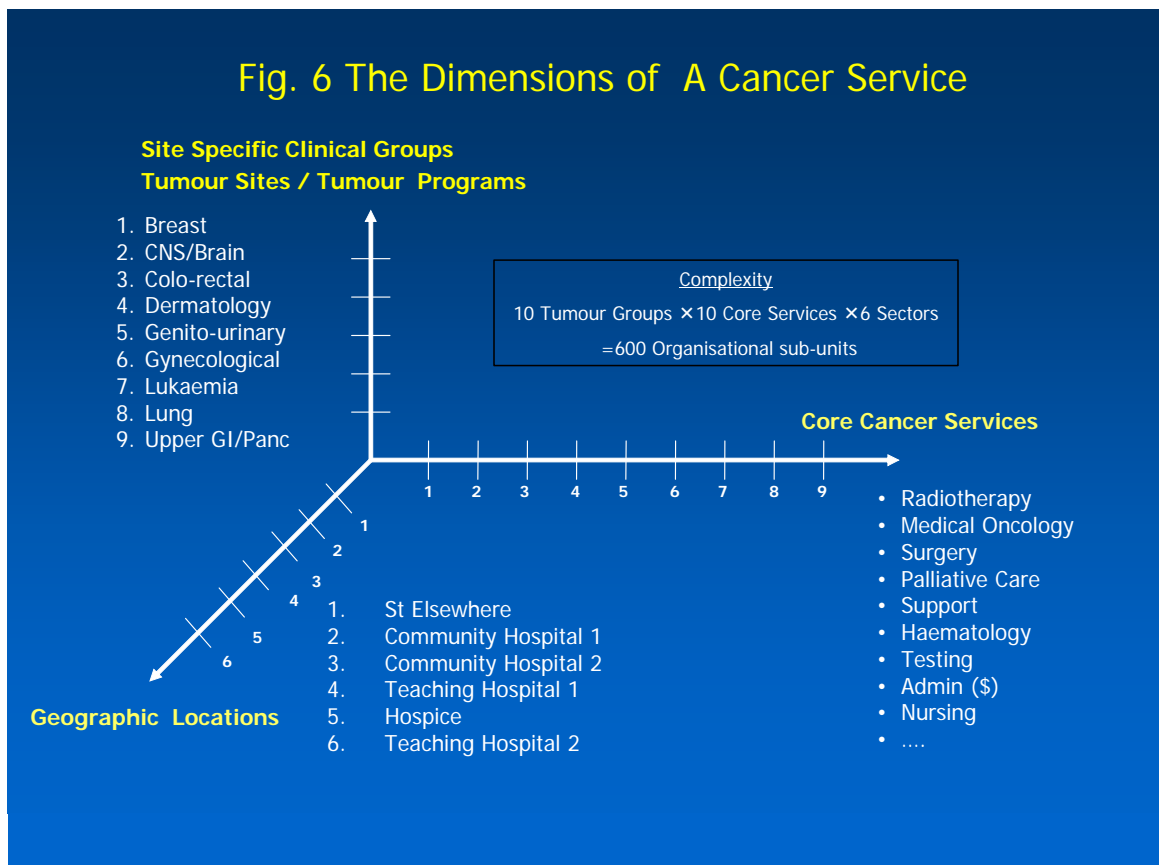 Fig. 6 The Dimensions of A Cancer Service
Site Specific Clinical Groups
Tumour Sites / Tumour Programs
1. Breast
2. CNS/Brain
3. Colo-rectal
4. Dermatology
5. Genito-urinary
6. Gynecological
7. Lukaemia
8. Lung
9. Upper GI/Panc
Complexity
10 Tumour Groups ×10 Core Services ×6 Sectors
=600 Organisational sub-units
Core Cancer Services
1 2 3 4 5 6 7 8 9
• Radiotherapy
• Medical Oncology
• Surgery
• Palliative Care
• Support
• Haematology
• Testing
• Admin ($)
• Nursing
• ....
1
2
3
4
5
6
Geographic Locations
1. St Elsewhere
2. Community Hospital 1
3. Community Hospital 2
4. Teaching Hospital 1
5. Hospice
6. Teaching Hospital 2